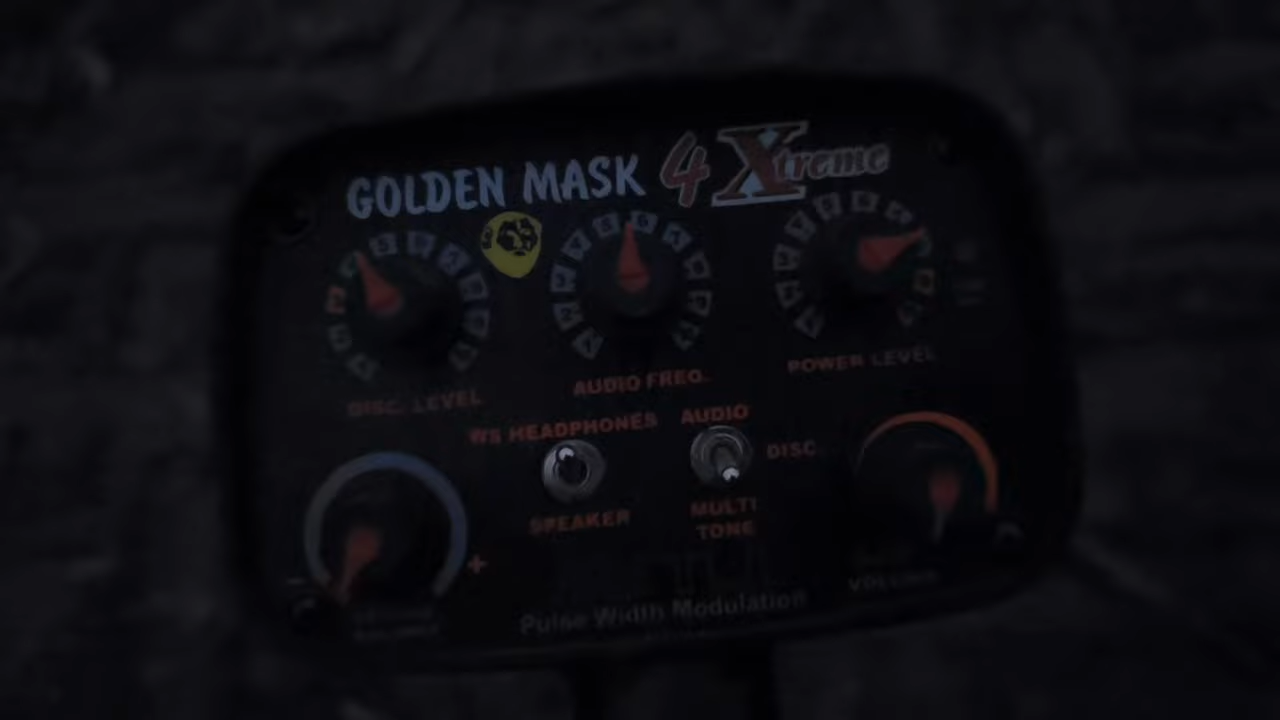 GOLDEN MASK 4 Xtreme
DISC. LEVEL
AUDIO FREQ.
POWER LEVEL
WS HEADPHONES
AUDIO
DISC.
SPEAKER
MULTI
TONE
+
VOLUME
Pulse Width Modulation